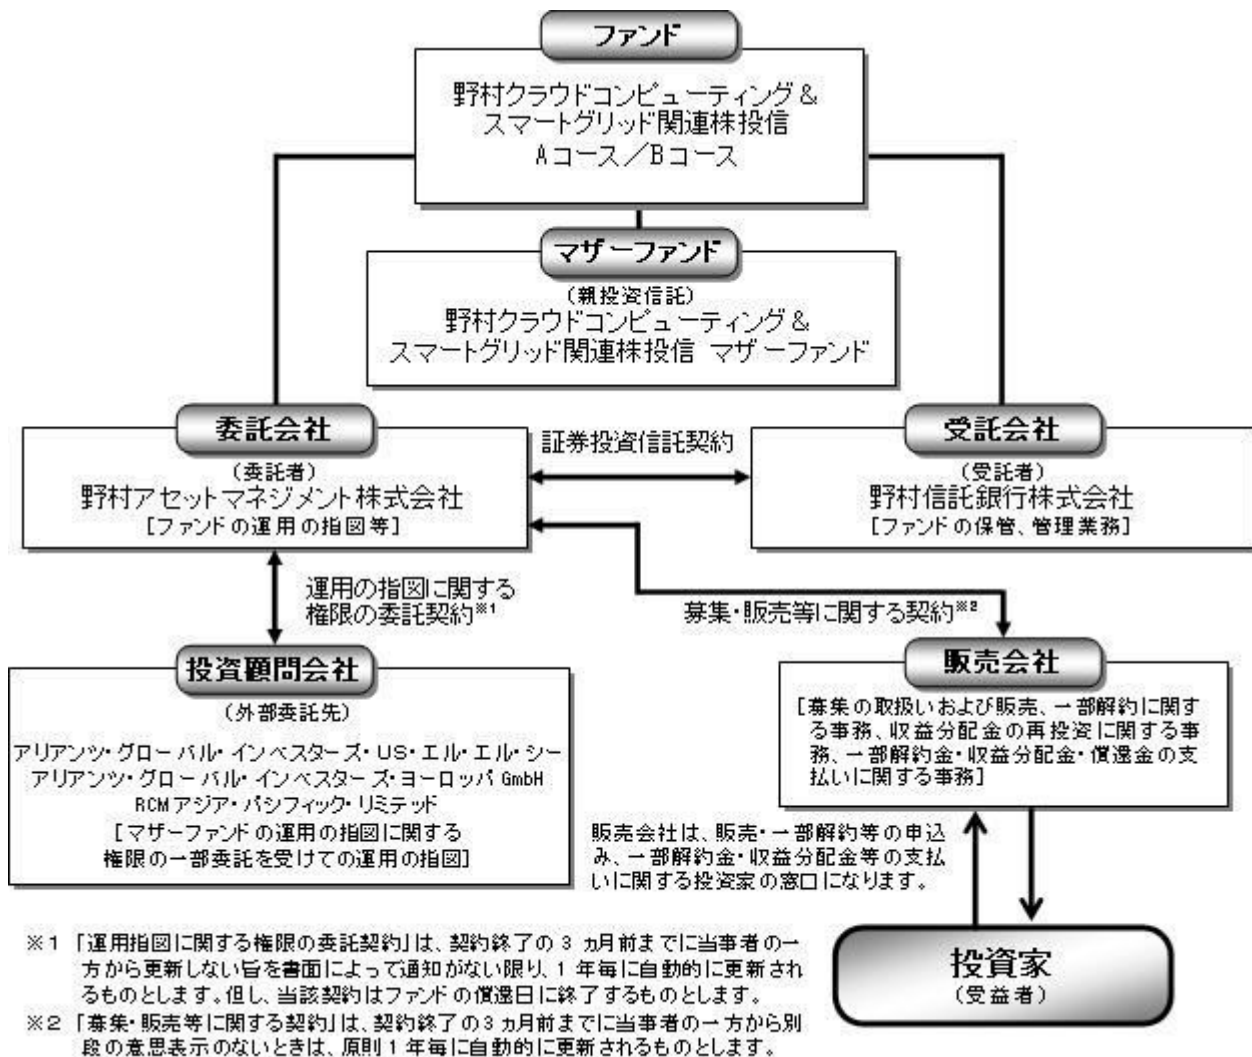 ファンド
野村クラウドコンピューティング＆
スマートグリッド関連株投信
Aコース／Bコース
マザーファンド
（親投資信託）
野村クラウドコンピューティング＆
スマートグリッド関連株投信 マザーファンド
委託会社
（委託者）
野村アセットマネジメント株式会社
［ファンドの運用の指図等］
証券投資信託契約
受託会社
（受託者）
野村信託銀行株式会社
［ファンドの保管、管理業務］
運用の指図に関する
権限の委託契約※1
募集・販売等に関する契約※2
投資顧問会社
（外部委託先）
アリアンツ・グローバル・インベスターズ・US・エル・エル・シー
アリアンツ・グローバル・インベスターズ・ヨーロッパ GmbH
RCMアジア・パシフィック・リミテッド
［マザーファンドの運用の指図に関する
権限の一部委託を受けての運用の指図］
販売会社
［募集の取扱いおよび販売、一部解約に関す
る事務、収益分配金の再投資に関する事
務、一部解約金・収益分配金・償還金の支
払いに関する事務］
販売会社は、販売・一部解約等の申込
み、一部解約金・収益分配金等の支払
いに関する投資家の窓口になります。
投資家
（受益者）
※1 「運用指図に関する権限の委託契約」は、契約終了の3 ヵ月前までに当事者の一
方から更新しない旨を書面によって通知がない限り、1 年毎に自動的に更新され
るものとします。但し、当該契約はファンドの償還日に終了するものとします。
※2 「募集・販売等に関する契約」は、契約終了の3ヵ月前までに当事者の一方から別
段の意思表示のないときは、原則1年毎に自動的に更新されるものとします。